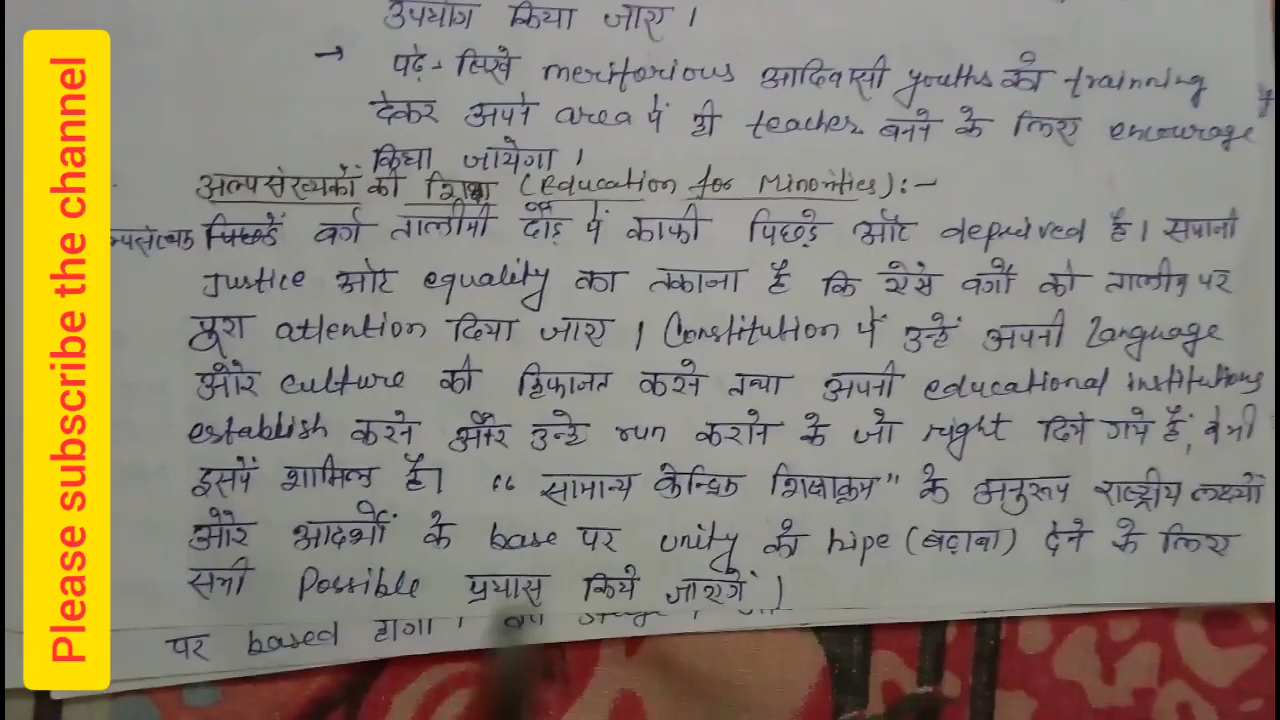 Please subscribe the channel
उपयोग किया जाए।
→ पढ़े-लिखे meritorious आदिवासी youths को trainning
देकर अपने area में ही teacher बनने के लिए encourage
किया जायेगा।
अल्पसंख्यकों की शिक्षा (Education for Minorities):-
पिछड़े वर्ग तालीमी दौड़ में काफी पिछड़े और deprived है। समानी
Justice और equality का तकाजा है कि ऐसे वर्गों को तालीम पर
पूरा attention दिया जाए। Constitution में उन्हें अपनी Language
और culture की हिफाजत करने तथा अपनी educational institutions
establish करने और उन्हे run कराने के जो right दिये गये हैं, वे भी
इसमें शामिल है। "सामान्य केन्द्रिक शिक्षाक्रम" के अनुरूप राष्ट्रीय लक्ष्यों
और आदर्शों के base पर unity को hipe (बढ़ावा) देने के लिए
सभी Possible प्रयास किये जाएगें।
पर based होगा।